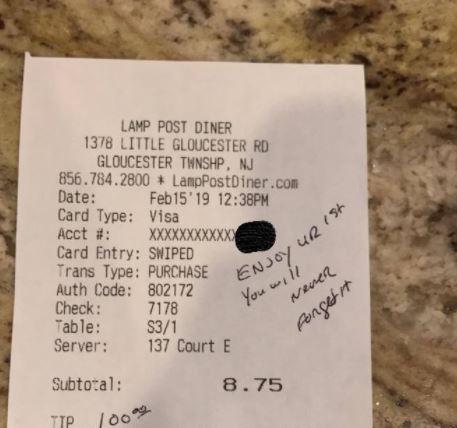 LAMP POST DINER
1378 LITTLE GLOUCESTER RD
GLOUCESTER TWNSHP, NJ
856.784.2800 * LampPostDiner.com
Date: Feb15'19 12:38PM
Card Type: Visa
Acct #: XXXXXXXXXXXX
Card Entry: SWIPED
Trans Type: PURCHASE
Auth Code: 802172
Check: 7178
Table: S3/1
Server: 137 Court E
ENJOY UR 1st
You will
never
forget it
Subtotal: 8.75
TIP 100.00